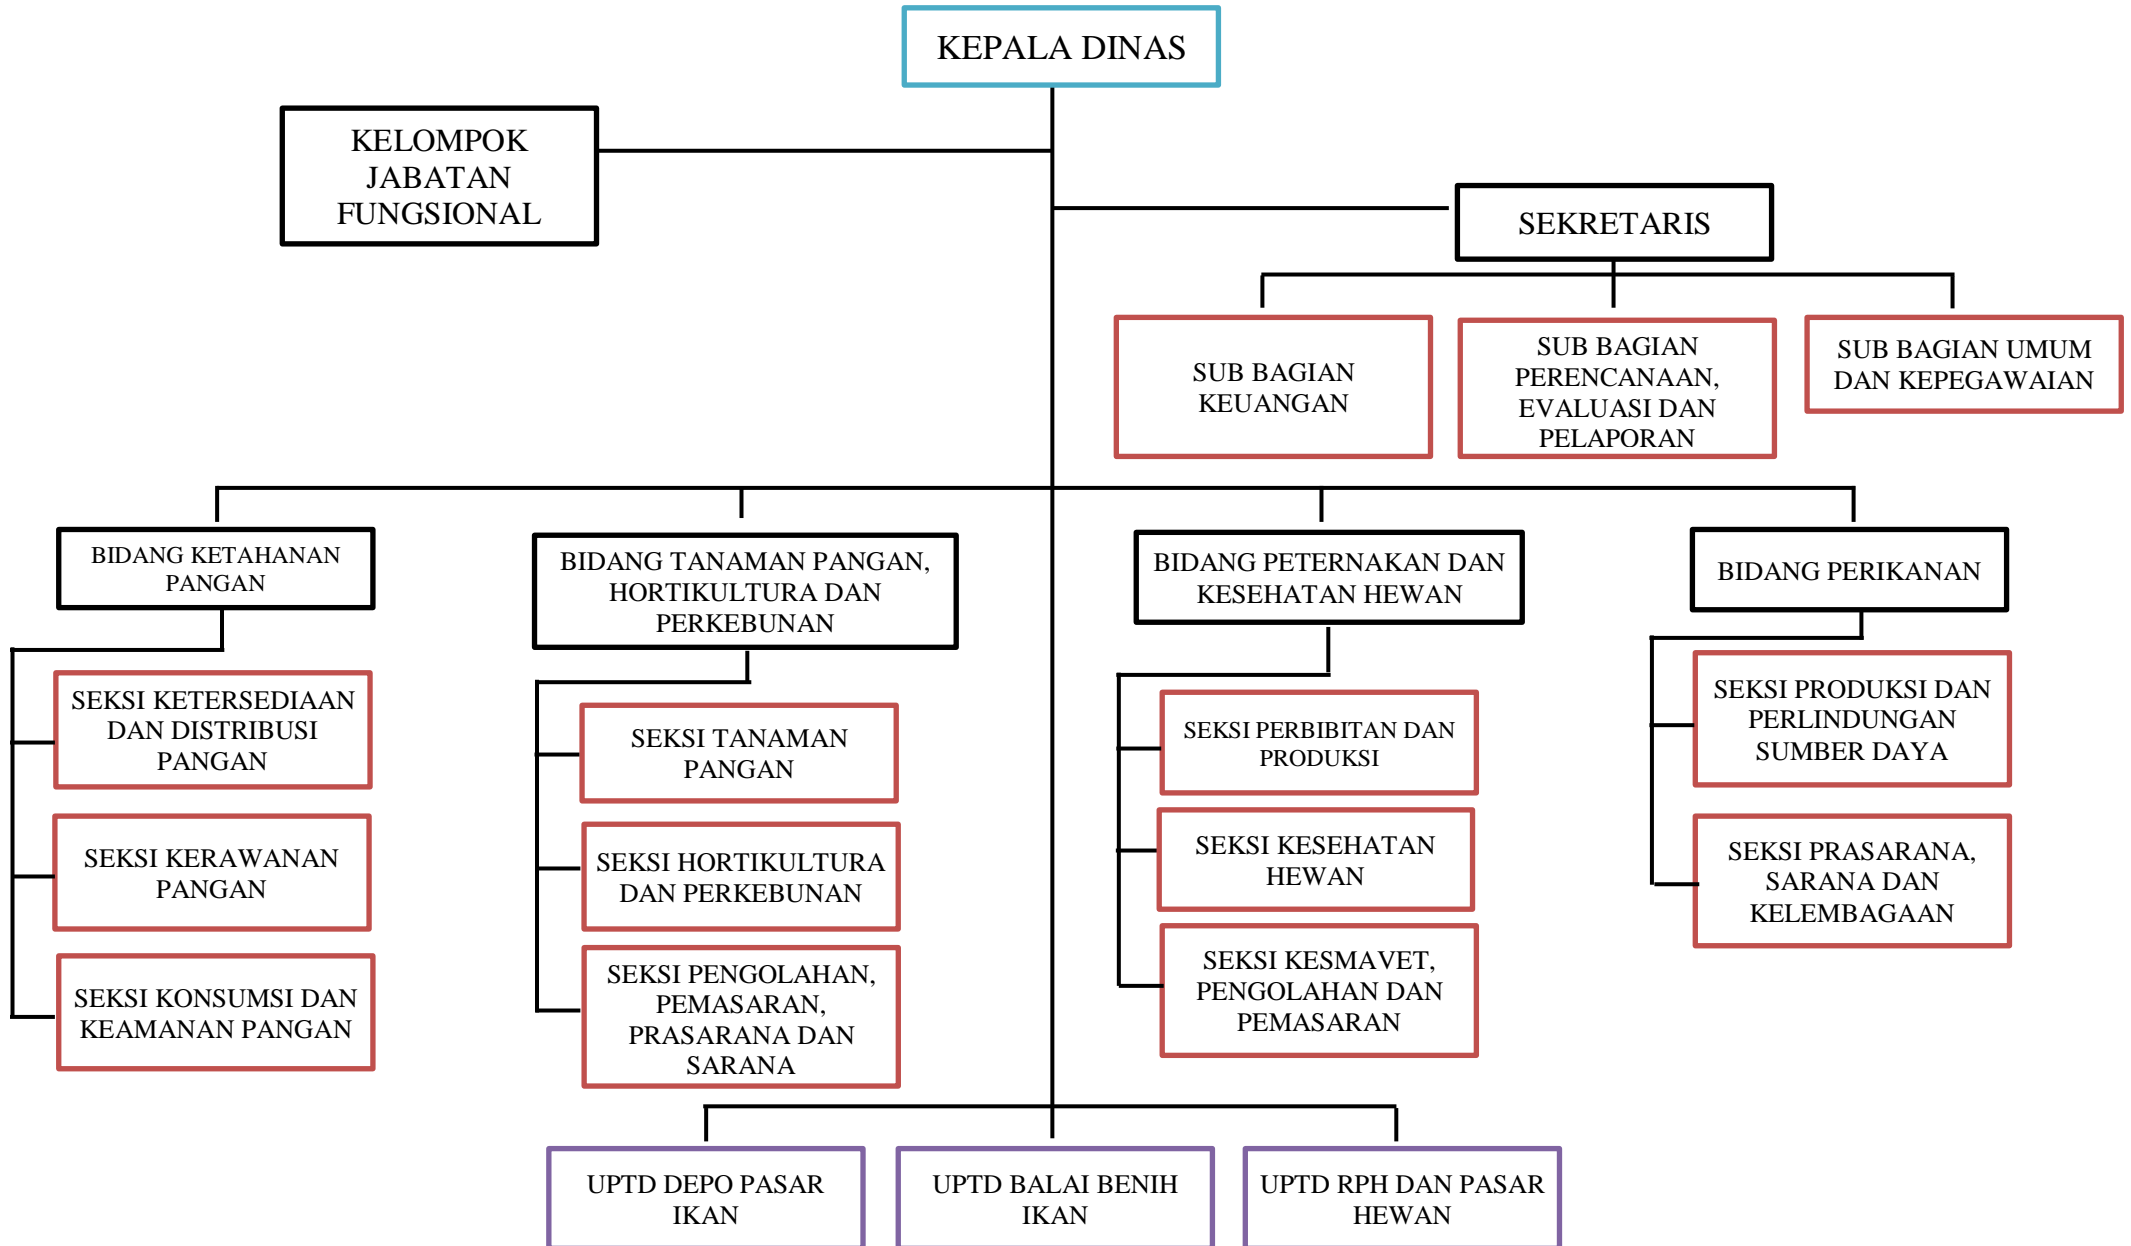 KEPALA DINAS
KELOMPOK
JABATAN
FUNGSIONAL
SEKRETARIS
SUB BAGIAN
KEUANGAN
SUB BAGIAN
PERENCANAAN,
EVALUASI DAN
PELAPORAN
SUB BAGIAN UMUM
DAN KEPEGAWAIAN
BIDANG KETAHANAN
PANGAN
BIDANG TANAMAN PANGAN,
HORTIKULTURA DAN
PERKEBUNAN
BIDANG PETERNAKAN DAN
KESEHATAN HEWAN
BIDANG PERIKANAN
SEKSI KETERSEDIAAN
DAN DISTRIBUSI
PANGAN
SEKSI KERAWANAN
PANGAN
SEKSI KONSUMSI DAN
KEAMANAN PANGAN
SEKSI TANAMAN
PANGAN
SEKSI HORTIKULTURA
DAN PERKEBUNAN
SEKSI PENGOLAHAN,
PEMASARAN,
PRASARANA DAN
SARANA
SEKSI PERBIBITAN DAN
PRODUKSI
SEKSI KESEHATAN
HEWAN
SEKSI KESMAVET,
PENGOLAHAN DAN
PEMASARAN
SEKSI PRODUKSI DAN
PERLINDUNGAN
SUMBER DAYA
SEKSI PRASARANA,
SARANA DAN
KELEMBAGAAN
UPTD DEPO PASAR
IKAN
UPTD BALAI BENIH
IKAN
UPTD RPH DAN PASAR
HEWAN